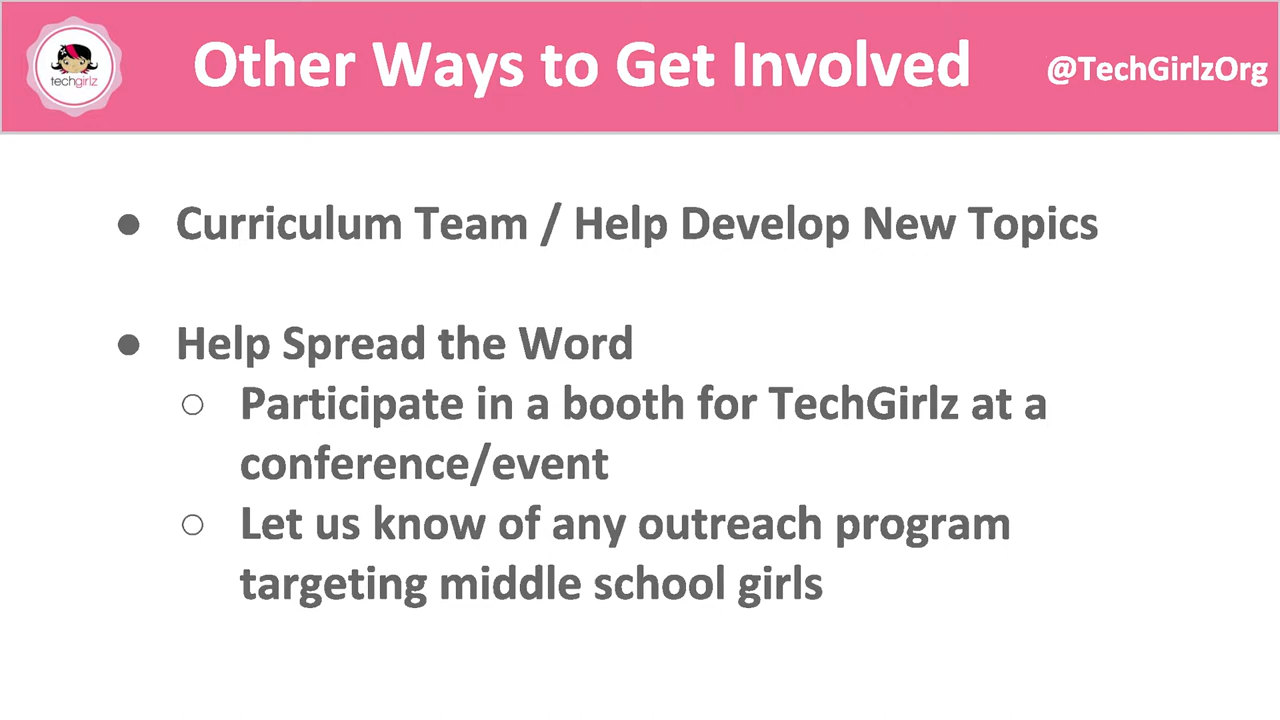 techgirlz
Other Ways to Get Involved
@TechGirlzOrg
● Curriculum Team / Help Develop New Topics
● Help Spread the Word
○ Participate in a booth for TechGirlz at a
conference/event
○ Let us know of any outreach program
targeting middle school girls